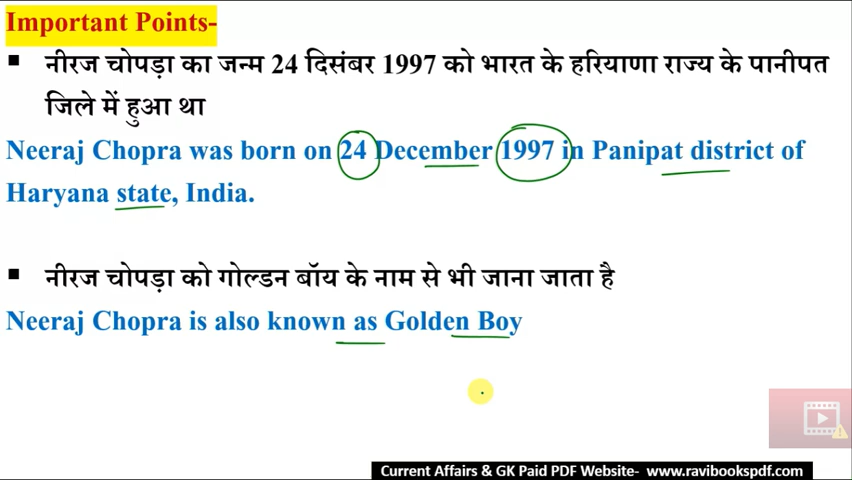 Important Points-
▪ नीरज चोपड़ा का जन्म 24 दिसंबर 1997 को भारत के हरियाणा राज्य के पानीपत
जिले में हुआ था
Neeraj Chopra was born on 24 December 1997 in Panipat district of
Haryana state, India.
▪ नीरज चोपड़ा को गोल्डन बॉय के नाम से भी जाना जाता है
Neeraj Chopra is also known as Golden Boy
Current Affairs & GK Paid PDF Website- www.ravibookspdf.com